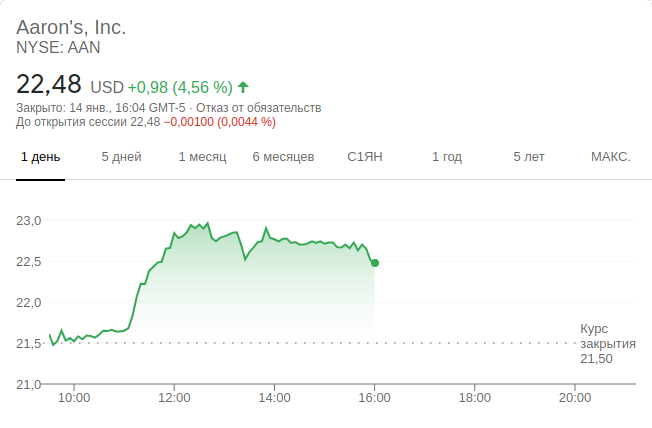 Aaron's, Inc.
NYSE: AAN
22,48 USD +0,98 (4,56 %)
Закрыто: 14 янв., 16:04 GMT-5 · Отказ от обязательств
До открытия сессии 22,48 −0,00100 (0,0044 %)
1 день 5 дней 1 месяц 6 месяцев С1ЯН 1 год 5 лет МАКС.
23,0
22,5
22,0
21,5
21,0
Курс
закрытия
21,50
10:00 12:00 14:00 16:00 18:00 20:00